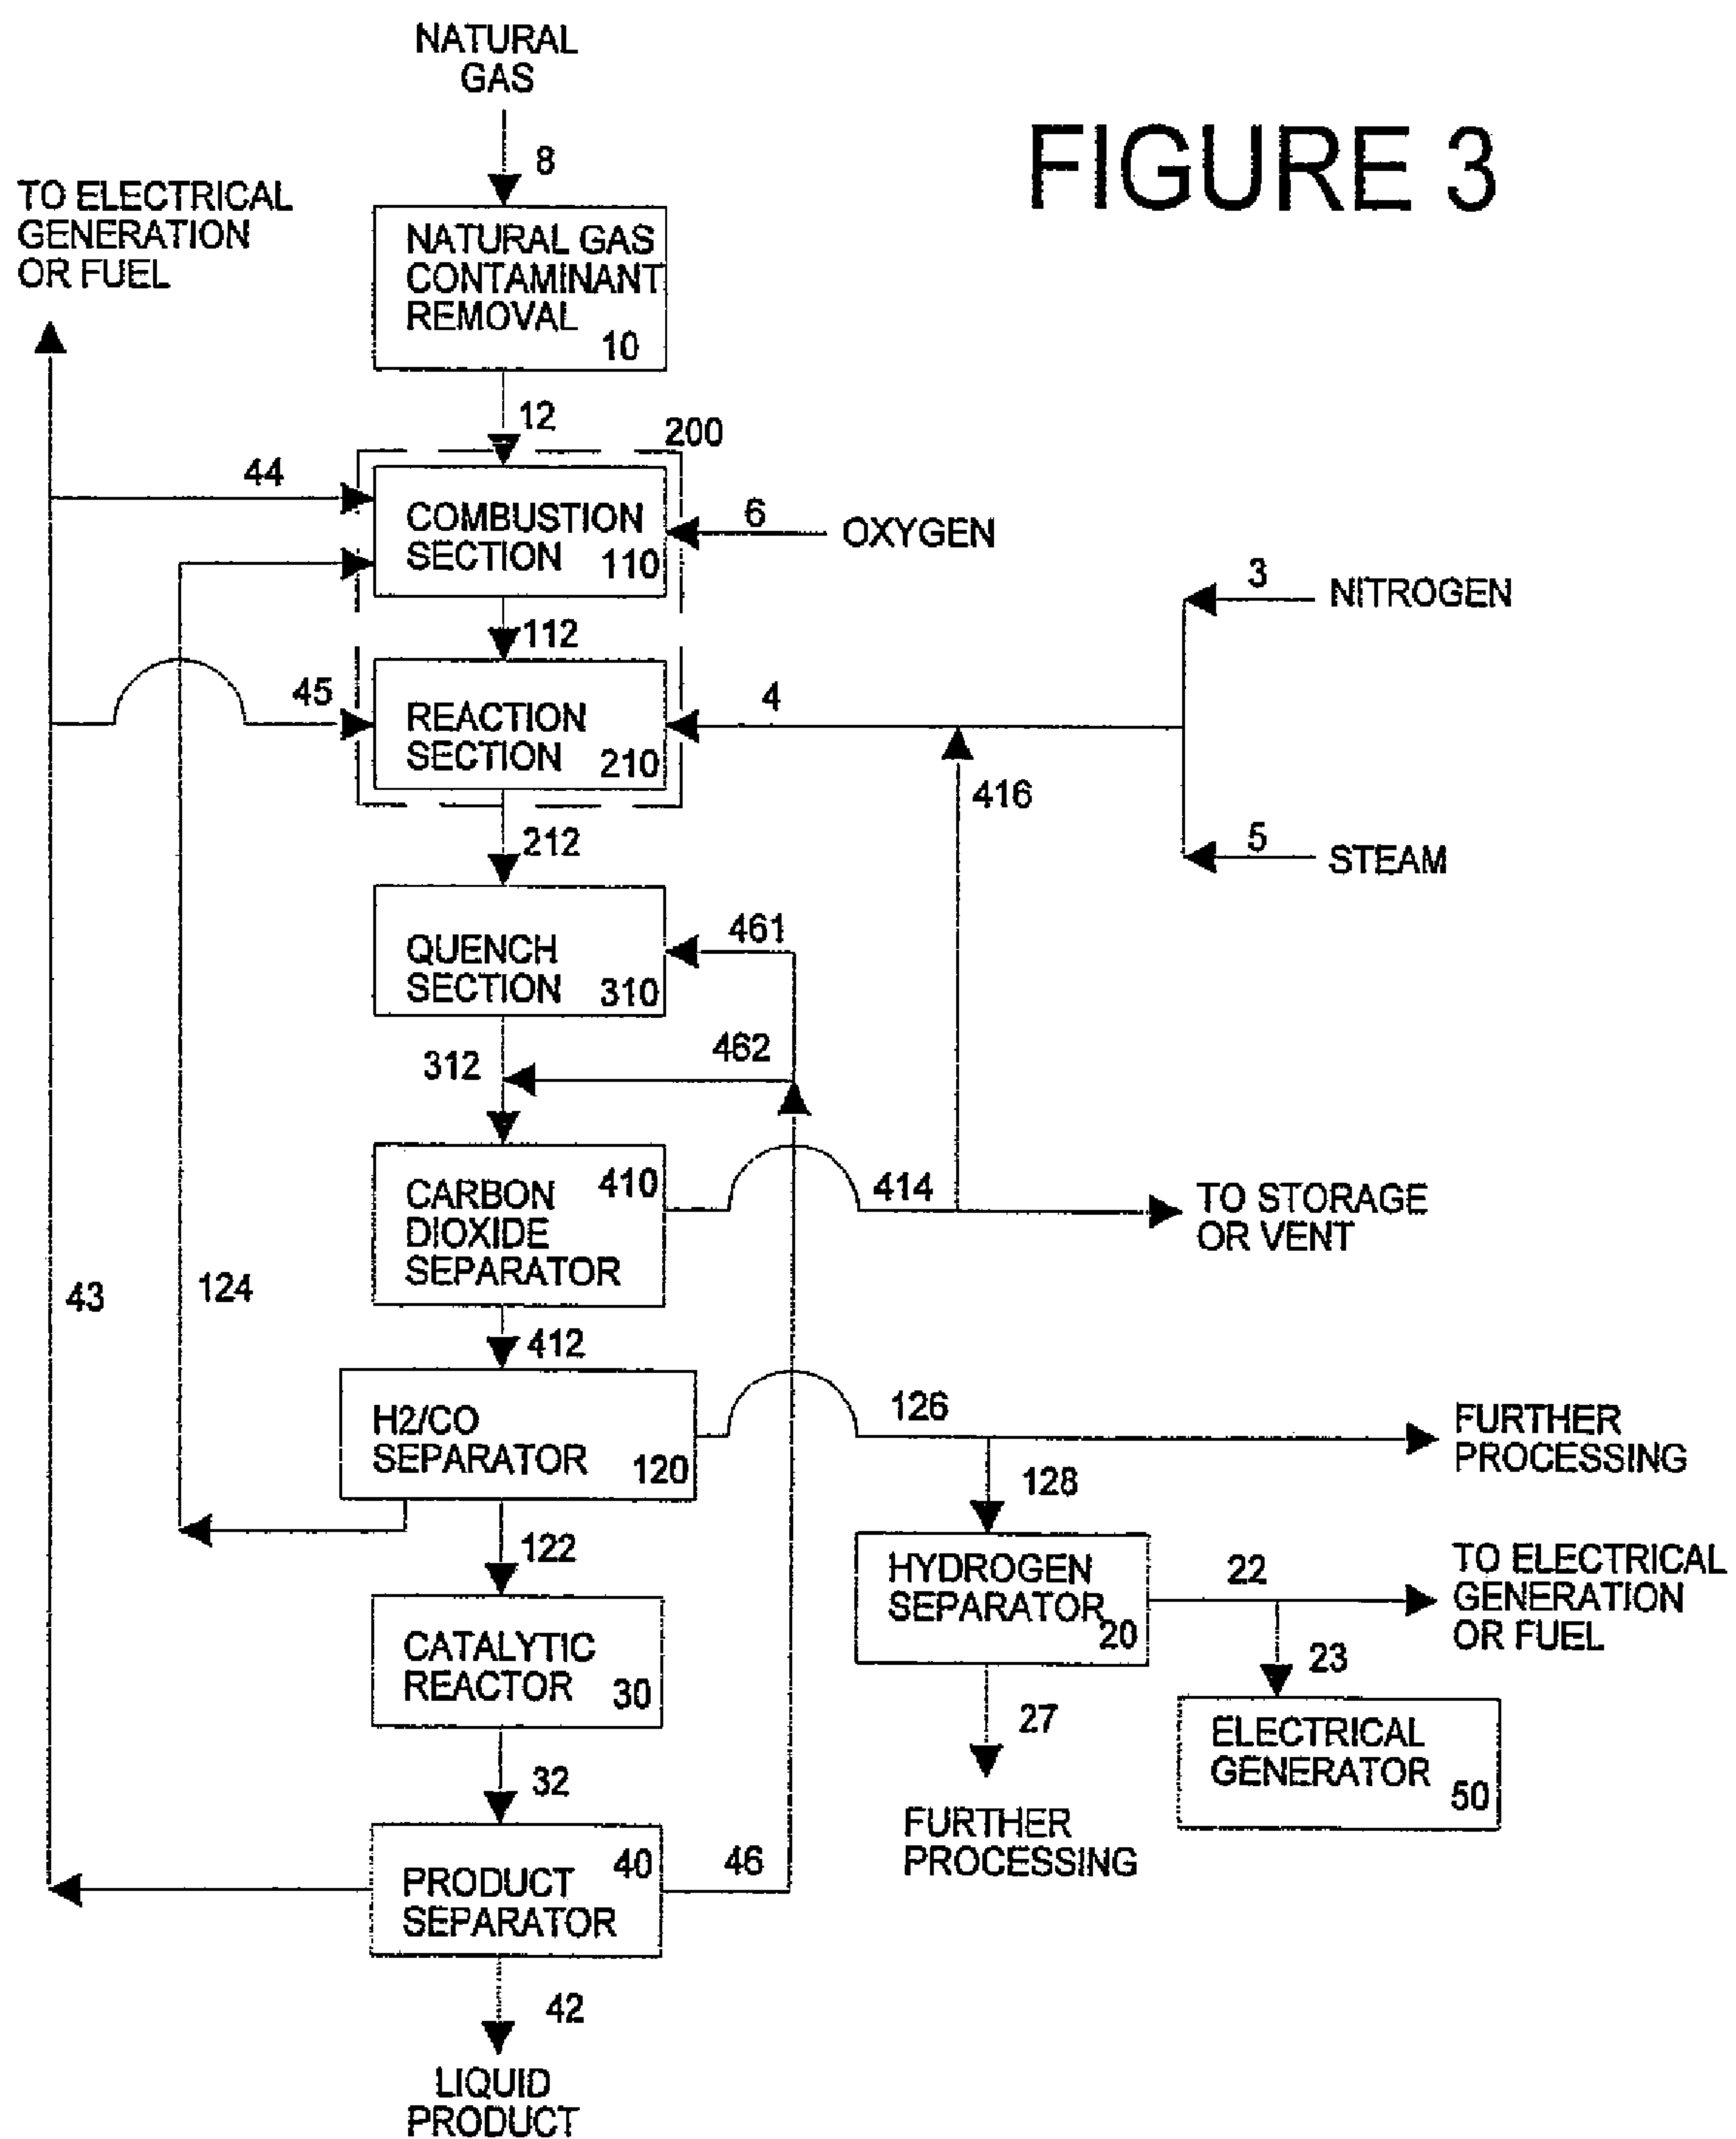 NATURAL
GAS
FIGURE 3
8
TO ELECTRICAL
GENERATION
OR FUEL
NATURAL GAS
CONTAMINANT
REMOVAL
10
12
200
44
COMBUSTION
SECTION
110
6
OXYGEN
3
NITROGEN
112
45
REACTION
SECTION
210
4
416
212
5
STEAM
QUENCH
SECTION
310
461
312
462
CARBON
DIOXIDE
SEPARATOR
410
414
TO STORAGE
OR VENT
43
124
412
H2/CO
SEPARATOR
120
126
FURTHER
PROCESSING
128
122
HYDROGEN
SEPARATOR
20
22
TO ELECTRICAL
GENERATION
OR FUEL
CATALYTIC
REACTOR
30
23
27
ELECTRICAL
GENERATOR
50
32
FURTHER
PROCESSING
PRODUCT
SEPARATOR
40
46
42
LIQUID
PRODUCT